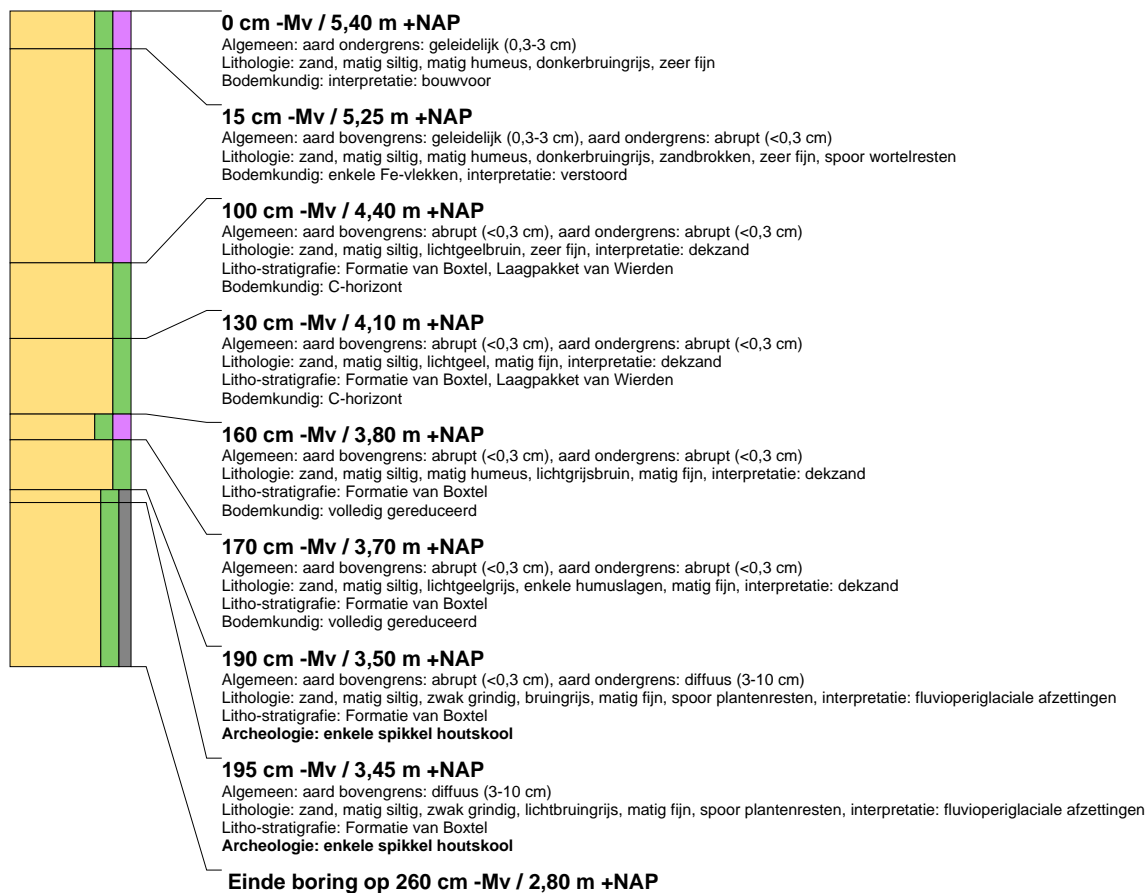 0 cm -Mv / 5,40 m +NAP
Algemeen: aard ondergrens: geleidelijk (0,3-3 cm)
Lithologie: zand, matig siltig, matig humeus, donkerbruingrijs, zeer fijn
Bodemkundig: interpretatie: bouwvoor
15 cm -Mv / 5,25 m +NAP
Algemeen: aard bovengrens: geleidelijk (0,3-3 cm), aard ondergrens: abrupt (<0,3 cm)
Lithologie: zand, matig siltig, matig humeus, donkerbruingrijs, zandbrokken, zeer fijn, spoor wortelresten
Bodemkundig: enkele Fe-vlekken, interpretatie: verstoord
100 cm -Mv / 4,40 m +NAP
Algemeen: aard bovengrens: abrupt (<0,3 cm), aard ondergrens: abrupt (<0,3 cm)
Lithologie: zand, matig siltig, lichtgeelbruin, zeer fijn, interpretatie: dekzand
Litho-stratigrafie: Formatie van Boxtel, Laagpakket van Wierden
Bodemkundig: C-horizont
130 cm -Mv / 4,10 m +NAP
Algemeen: aard bovengrens: abrupt (<0,3 cm), aard ondergrens: abrupt (<0,3 cm)
Lithologie: zand, matig siltig, lichtgeel, matig fijn, interpretatie: dekzand
Litho-stratigrafie: Formatie van Boxtel, Laagpakket van Wierden
Bodemkundig: C-horizont
160 cm -Mv / 3,80 m +NAP
Algemeen: aard bovengrens: abrupt (<0,3 cm), aard ondergrens: abrupt (<0,3 cm)
Lithologie: zand, matig siltig, matig humeus, lichtgrijsbruin, matig fijn, interpretatie: dekzand
Litho-stratigrafie: Formatie van Boxtel
Bodemkundig: volledig gereduceerd
170 cm -Mv / 3,70 m +NAP
Algemeen: aard bovengrens: abrupt (<0,3 cm), aard ondergrens: abrupt (<0,3 cm)
Lithologie: zand, matig siltig, lichtgeelgrijs, enkele humuslagen, matig fijn, interpretatie: dekzand
Litho-stratigrafie: Formatie van Boxtel
Bodemkundig: volledig gereduceerd
190 cm -Mv / 3,50 m +NAP
Algemeen: aard bovengrens: abrupt (<0,3 cm), aard ondergrens: diffuus (3-10 cm)
Lithologie: zand, matig siltig, zwak grindig, bruingrijs, matig fijn, spoor plantenresten, interpretatie: fluvioperiglaciale afzettingen
Litho-stratigrafie: Formatie van Boxtel
Archeologie: enkele spikkel houtskool
195 cm -Mv / 3,45 m +NAP
Algemeen: aard bovengrens: diffuus (3-10 cm)
Lithologie: zand, matig siltig, zwak grindig, lichtbruingrijs, matig fijn, spoor plantenresten, interpretatie: fluvioperiglaciale afzettingen
Litho-stratigrafie: Formatie van Boxtel
Archeologie: enkele spikkel houtskool
Einde boring op 260 cm -Mv / 2,80 m +NAP